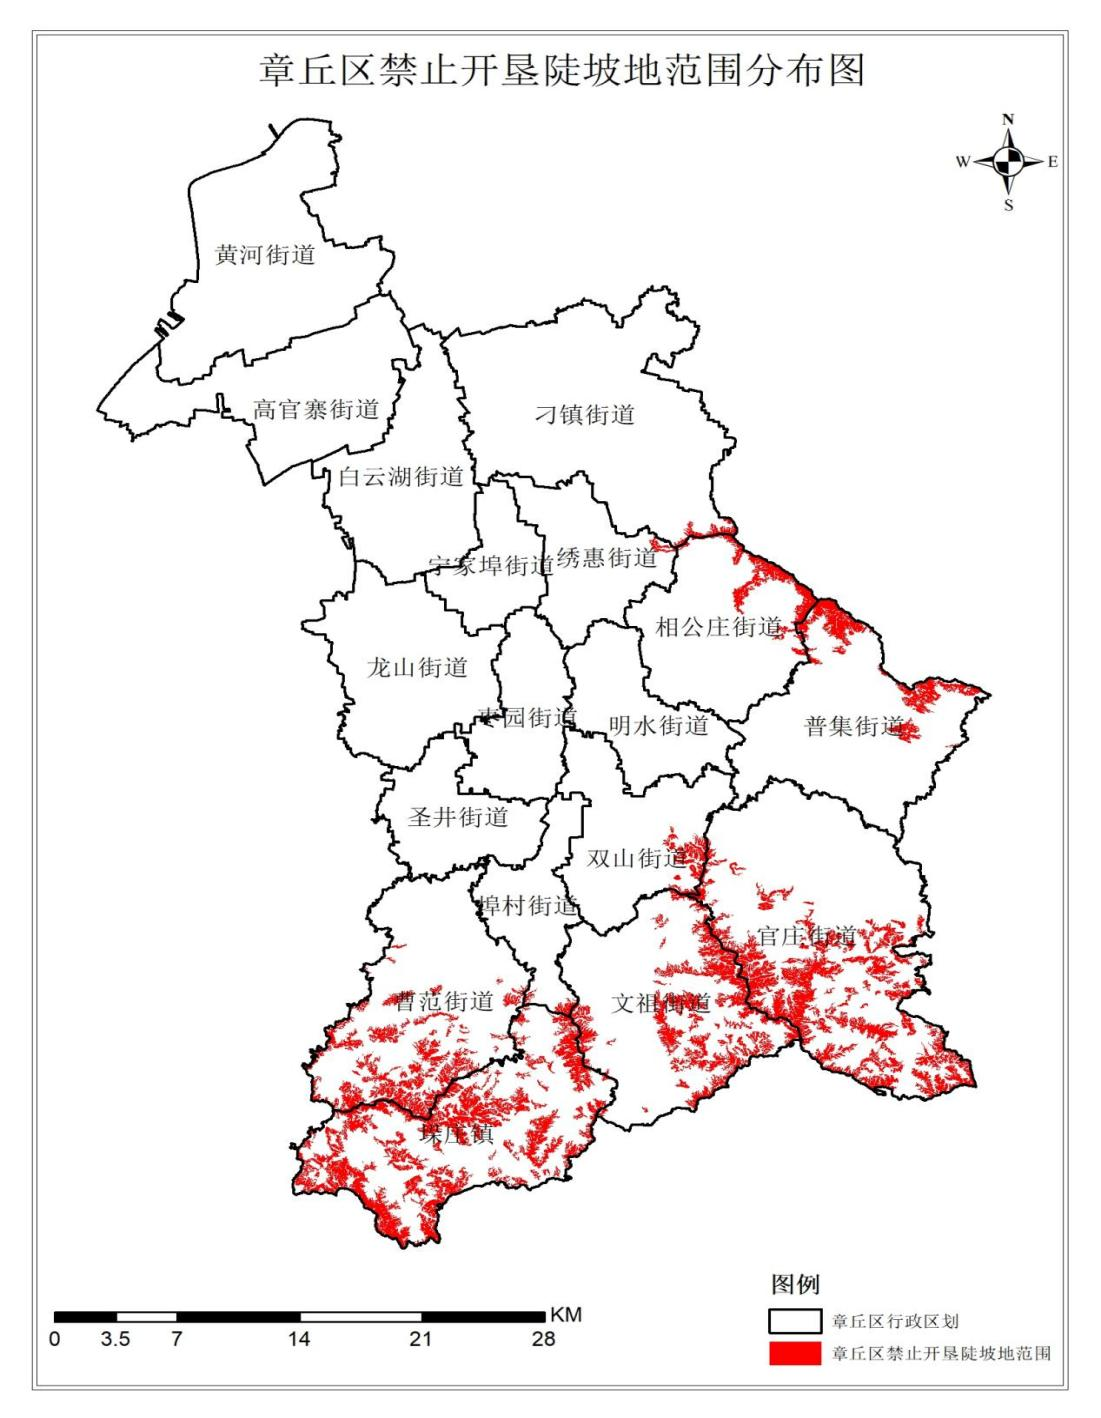 章丘区禁止开垦陡坡地范围分布图
N
W
E
S
黄河街道
高官寨街道
刁镇街道
白云湖街道
宁家埠街道
绣惠街道
相公庄街道
龙山街道
枣园街道
明水街道
普集街道
圣井街道
双山街道
埠村街道
官庄街道
曹范街道
文祖街道
垛庄镇
图例
章丘区行政区划
章丘区禁止开垦陡坡地范围
KM
0 3.5 7 14 21 28